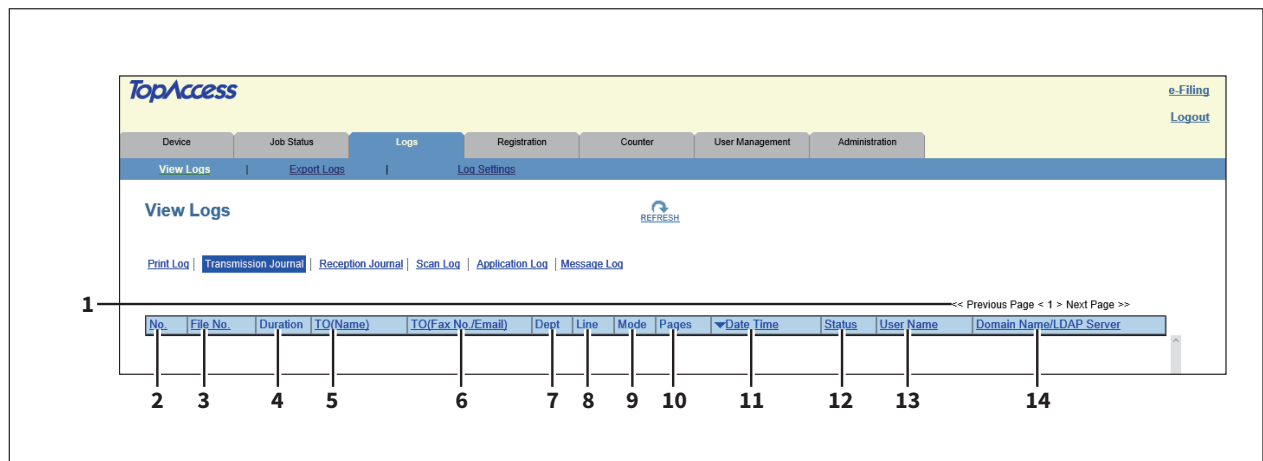 TopAccess
e-Filing
Logout
Device Job Status Logs Registration Counter User Management Administration
View Logs | Export Logs | Log Settings
View Logs
REFRESH
Print Log | Transmission Journal | Reception Journal | Scan Log | Application Log | Message Log
1
<< Previous Page < 1 > Next Page >>
No. File No. Duration TO(Name) TO(Fax No./Email) Dept Line Mode Pages Date Time Status User Name Domain Name/LDAP Server
2 3 4 5 6 7 8 9 10 11 12 13 14